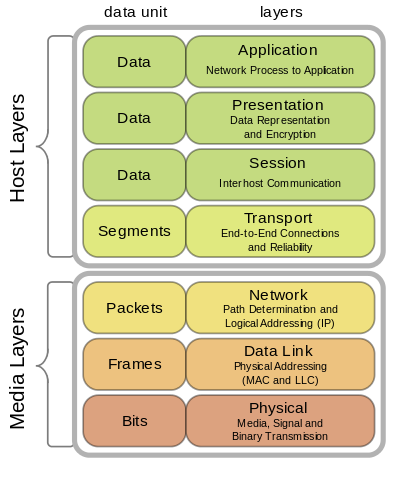 data unit layers
Host Layers
Data Application
Network Process to Application
Data Presentation
Data Representation
and Encryption
Data Session
Interhost Communication
Segments Transport
End-to-End Connections
and Reliability
Media Layers
Packets Network
Path Determination and
Logical Addressing (IP)
Frames Data Link
Physical Addressing
(MAC and LLC)
Bits Physical
Media, Signal and
Binary Transmission